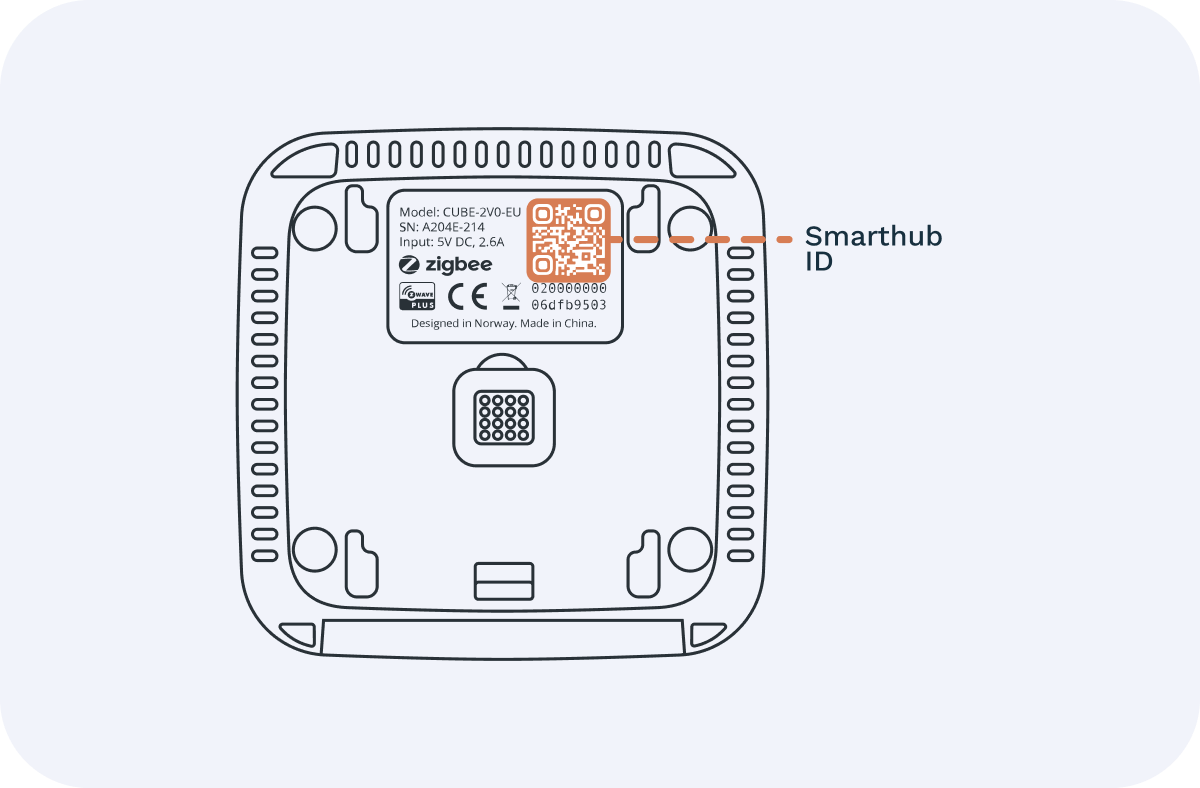 Model: CUBE-2V0-EU
SN: A204E-214
Input: 5V DC, 2.6A
zigbee
Z WAVE
PLUS
CE
020000000
06dfb9503
Designed in Norway. Made in China.
Smarthub
ID